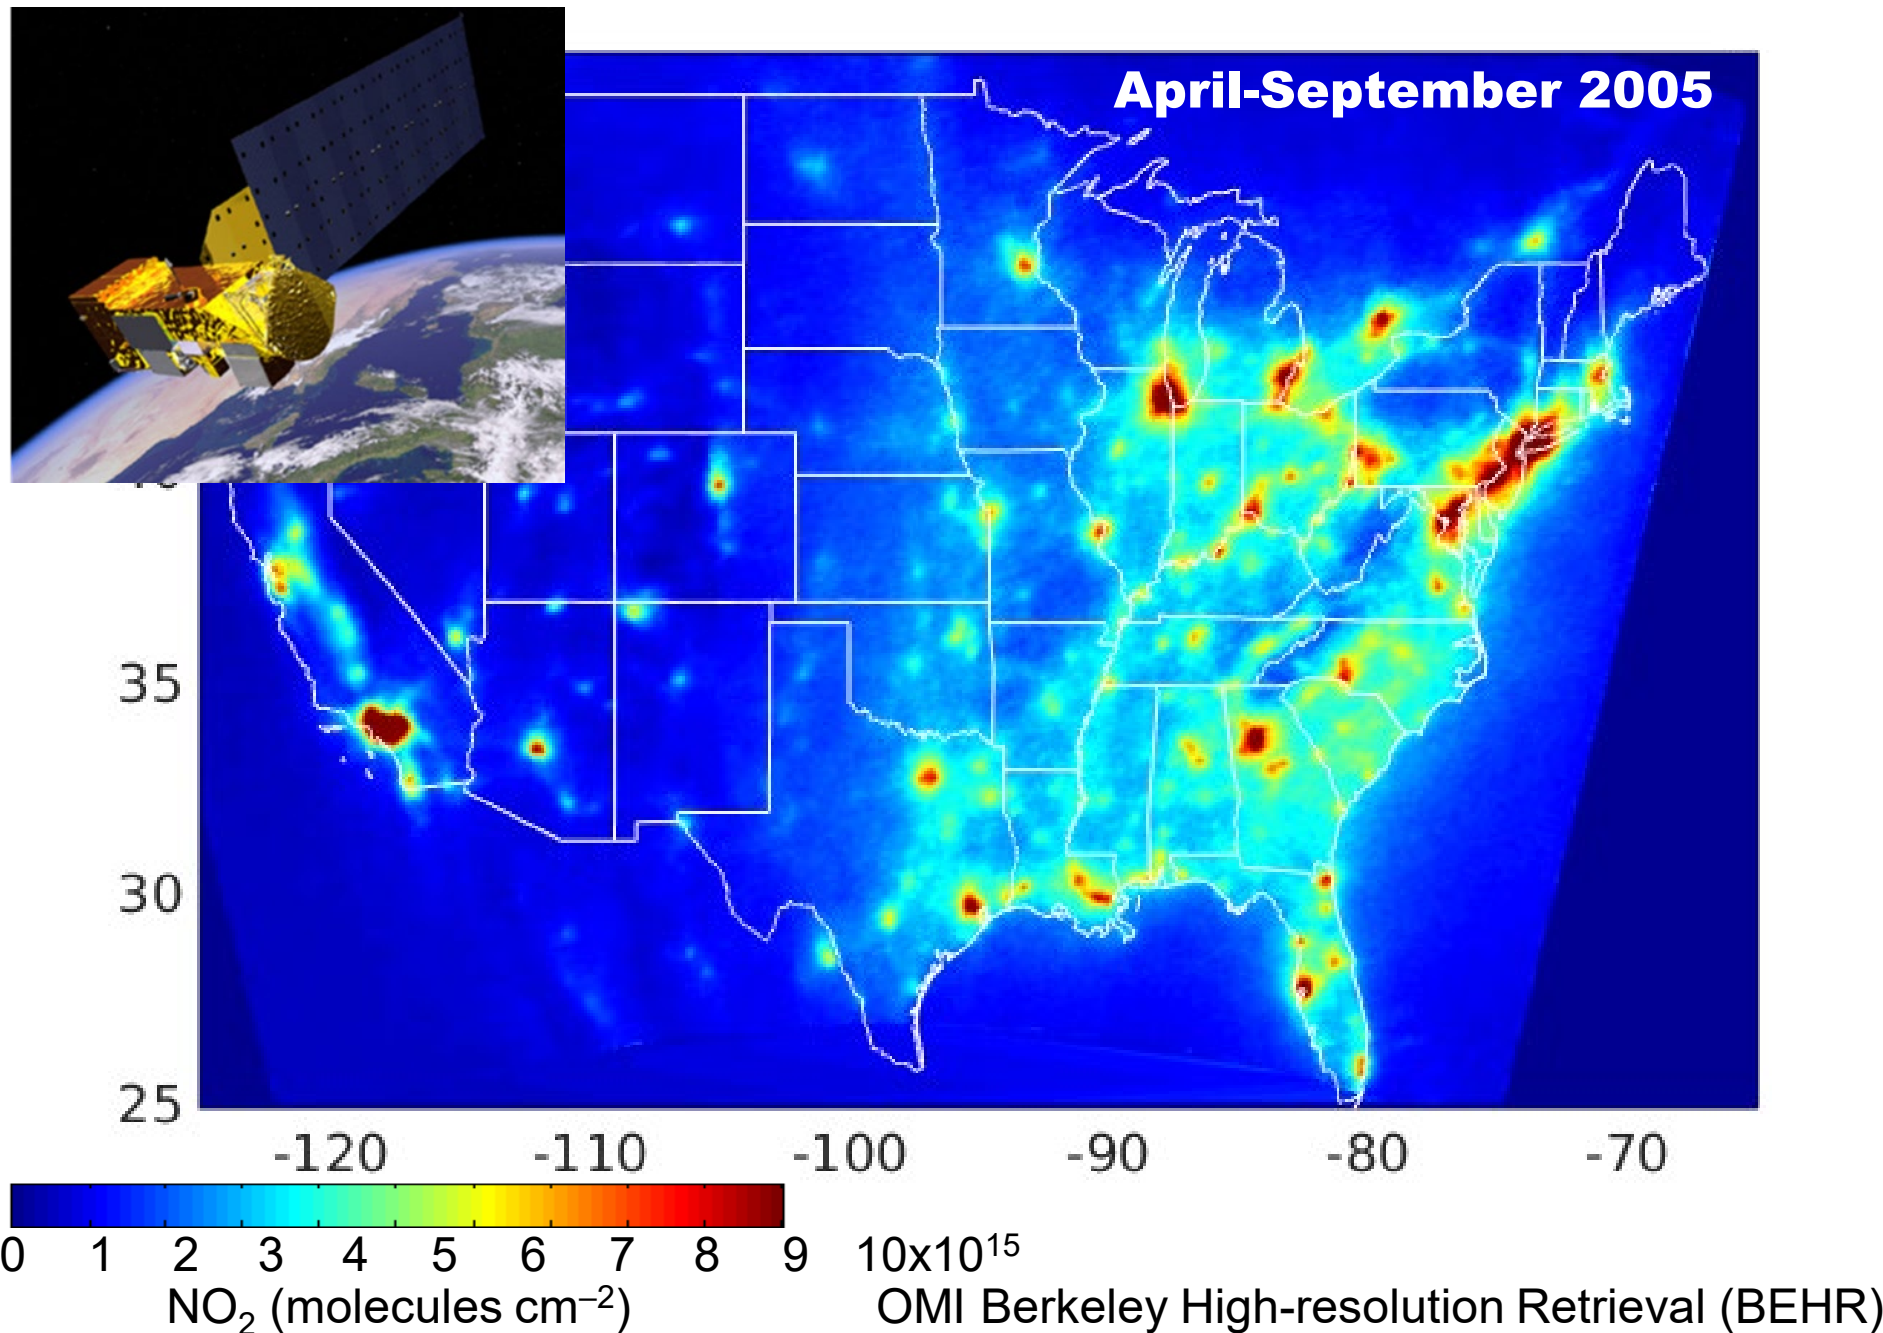 April-September 2005
35
30
25
-120 -110 -100 -90 -80 -70
0 1 2 3 4 5 6 7 8 9 10x10¹⁵
NO₂ (molecules cm⁻²) OMI Berkeley High-resolution Retrieval (BEHR)